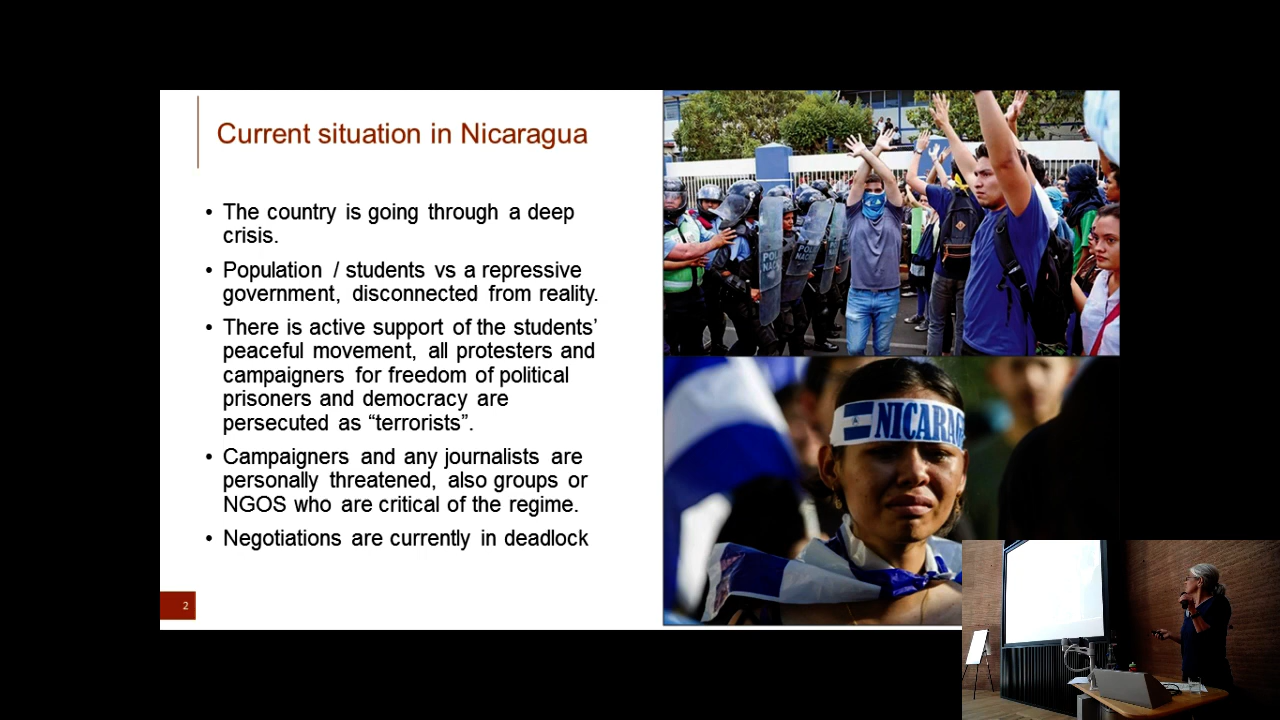 Current situation in Nicaragua
• The country is going through a deep
crisis.
• Population / students vs a repressive
government, disconnected from reality.
• There is active support of the students’
peaceful movement, all protesters and
campaigners for freedom of political
prisoners and democracy are
persecuted as “terrorists”.
• Campaigners and any journalists are
personally threatened, also groups or
NGOS who are critical of the regime.
• Negotiations are currently in deadlock
2
NICARAG